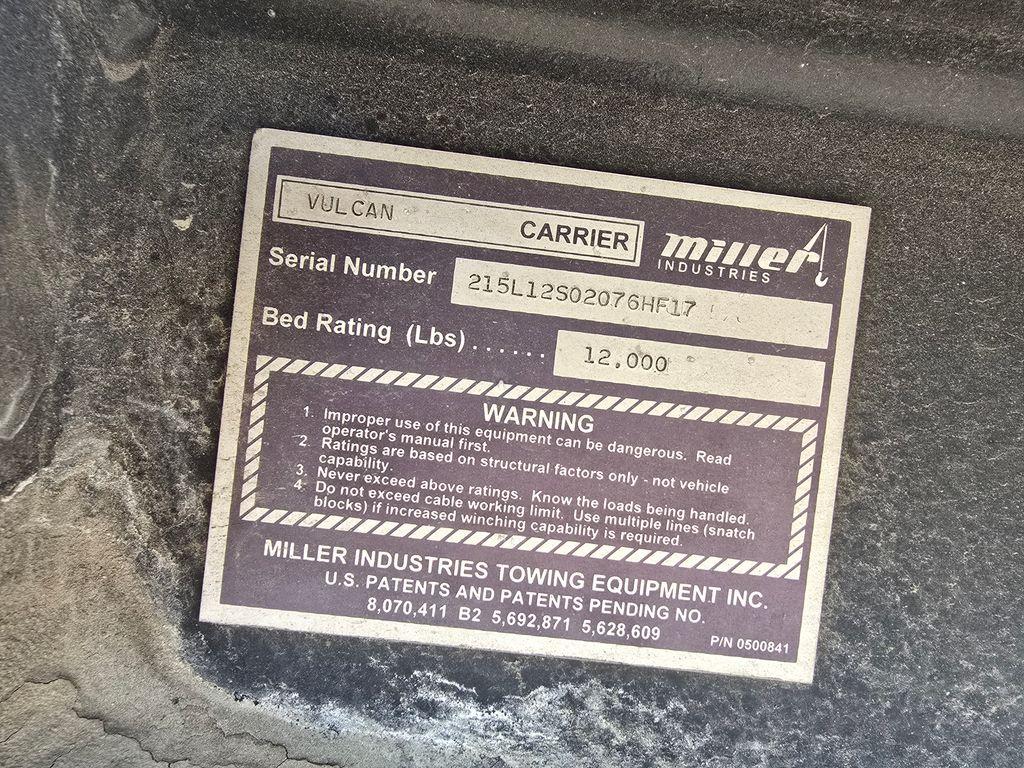 VULCAN CARRIER
Miller
INDUSTRIES
Serial Number 215L12S02076HF17
Bed Rating (Lbs) ...... 12,000
WARNING
1. Improper use of this equipment can be dangerous. Read
operator's manual first.
2. Ratings are based on structural factors only - not vehicle
capability.
3. Never exceed above ratings. Know the loads being handled.
4. Do not exceed cable working limit. Use multiple lines (snatch
blocks) if increased winching capability is required.
MILLER INDUSTRIES TOWING EQUIPMENT INC.
U.S. PATENTS AND PATENTS PENDING NO.
8,070,411 B2 5,692,871 5,628,609
P/N 0500841